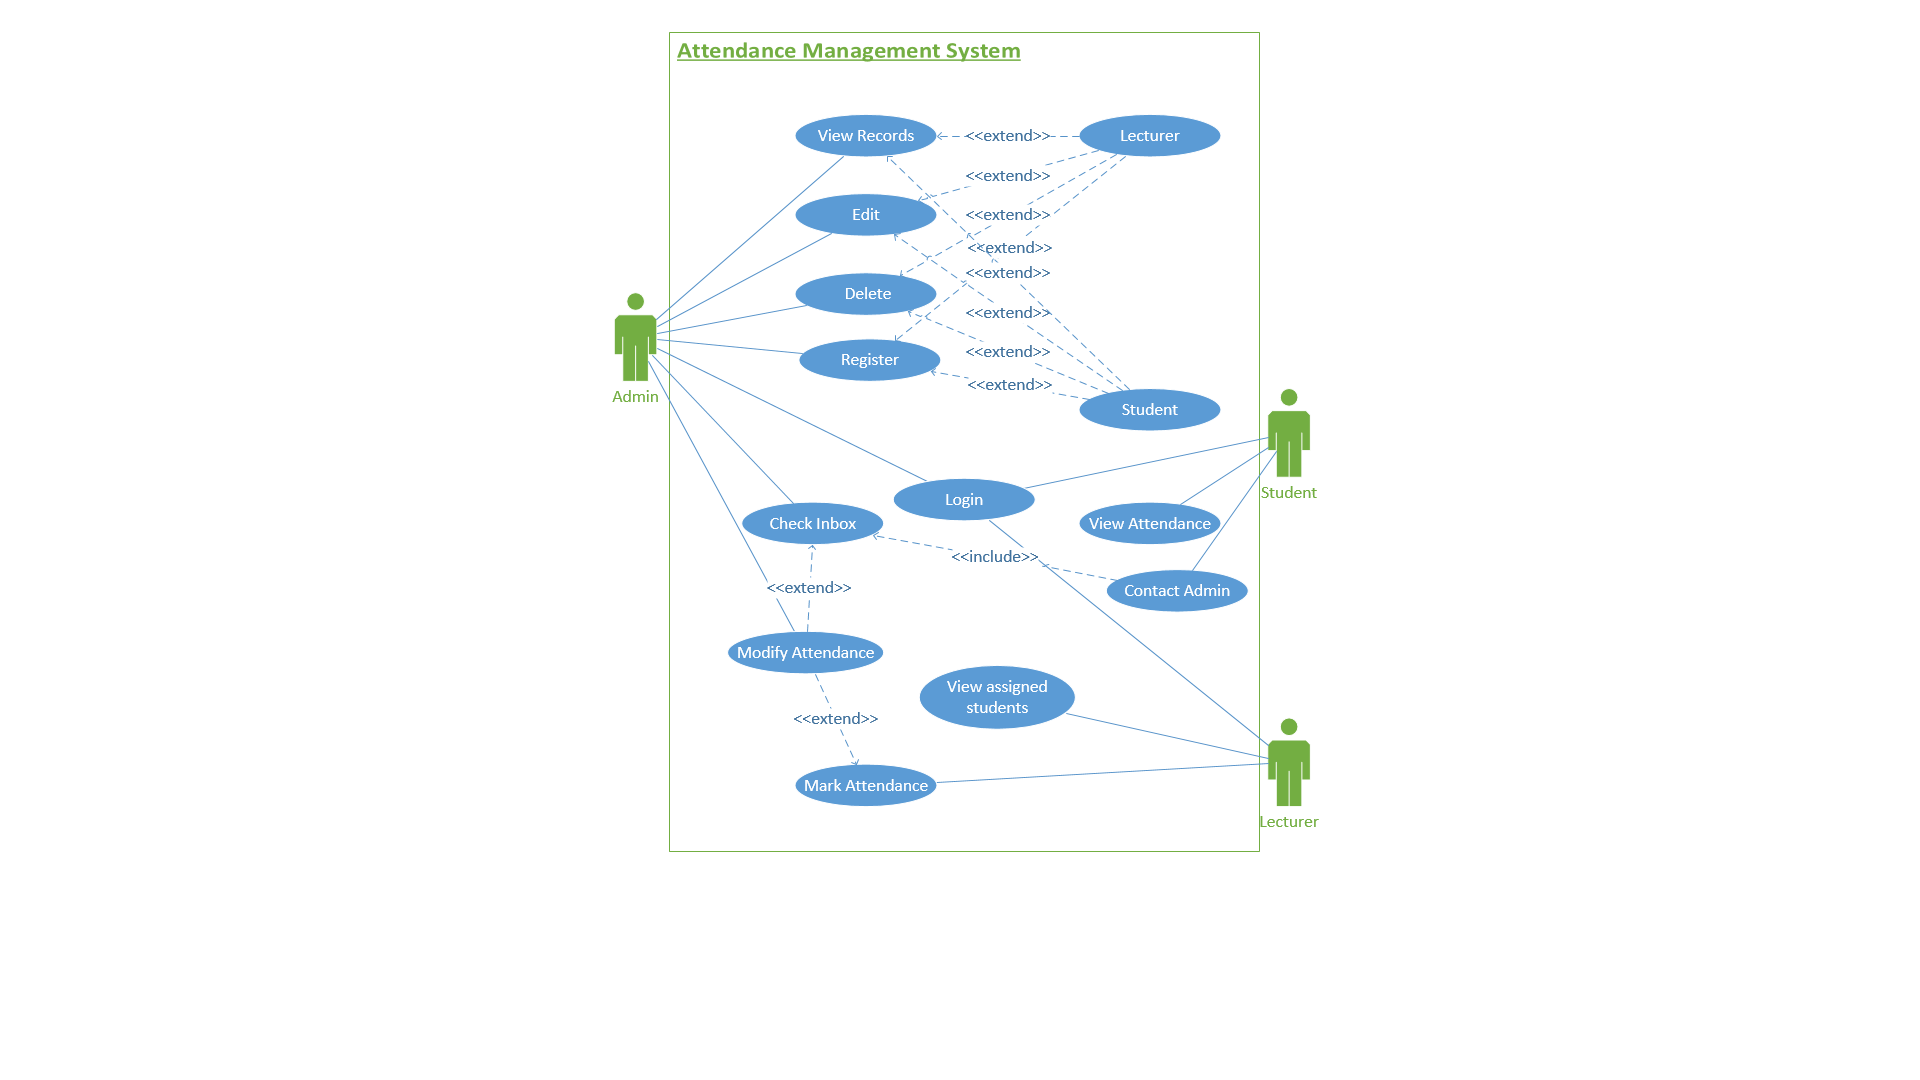 Attendance Management System
View Records
<<extend>>
Lecturer
<<extend>>
Edit
<<extend>>
<<extend>>
<<extend>>
Delete
<<extend>>
<<extend>>
Register
<<extend>>
Admin
Student
Student
Login
Check Inbox
View Attendance
<<include>>
<<extend>>
Contact Admin
Modify Attendance
View assigned
students
<<extend>>
Mark Attendance
Lecturer